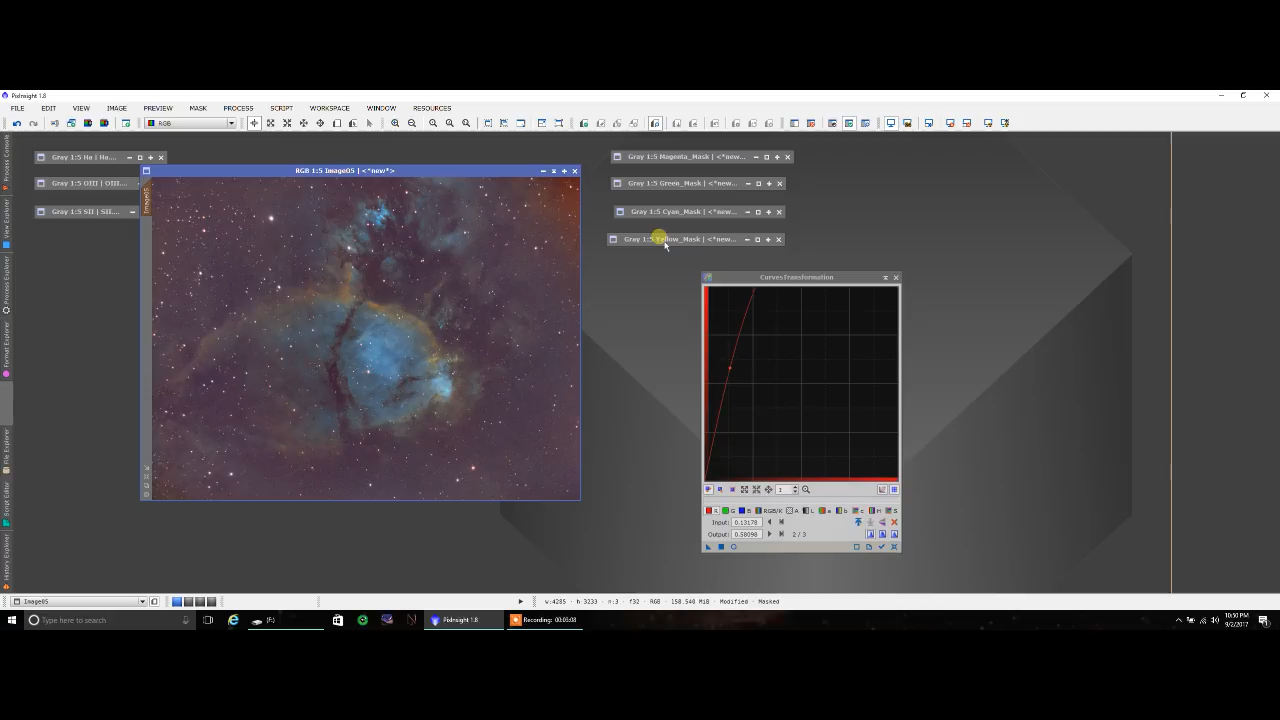 PixInsight 1.8
FILE EDIT VIEW IMAGE PREVIEW MASK PROCESS SCRIPT WORKSPACE WINDOW RESOURCES
RGB
Process Console
View Explorer
Process Explorer
Format Explorer
File Explorer
Script Editor
History Explorer
Gray 1:5 Ha | Ha....
Gray 1:5 OIII | OIII....
Gray 1:5 SII | SII....
RGB 1:5 Image05 | <*new*>
Image05
Gray 1:5 Magenta_Mask | <*new...
Gray 1:5 Green_Mask | <*new...
Gray 1:5 Cyan_Mask | <*new...
Gray 1:5 Yellow_Mask | <*new...
CurvesTransformation
3
R G B RGB/K A L a b c H S
Input: 0.13178
Output: 0.58098 2 / 3
Image05
w:4285 · h:3233 · n:3 · f32 · RGB · 158.540 MiB · Modified · Masked
Type here to search
(F:)
PixInsight 1.8
Recording: 00:03:08
10:50 PM
9/2/2017